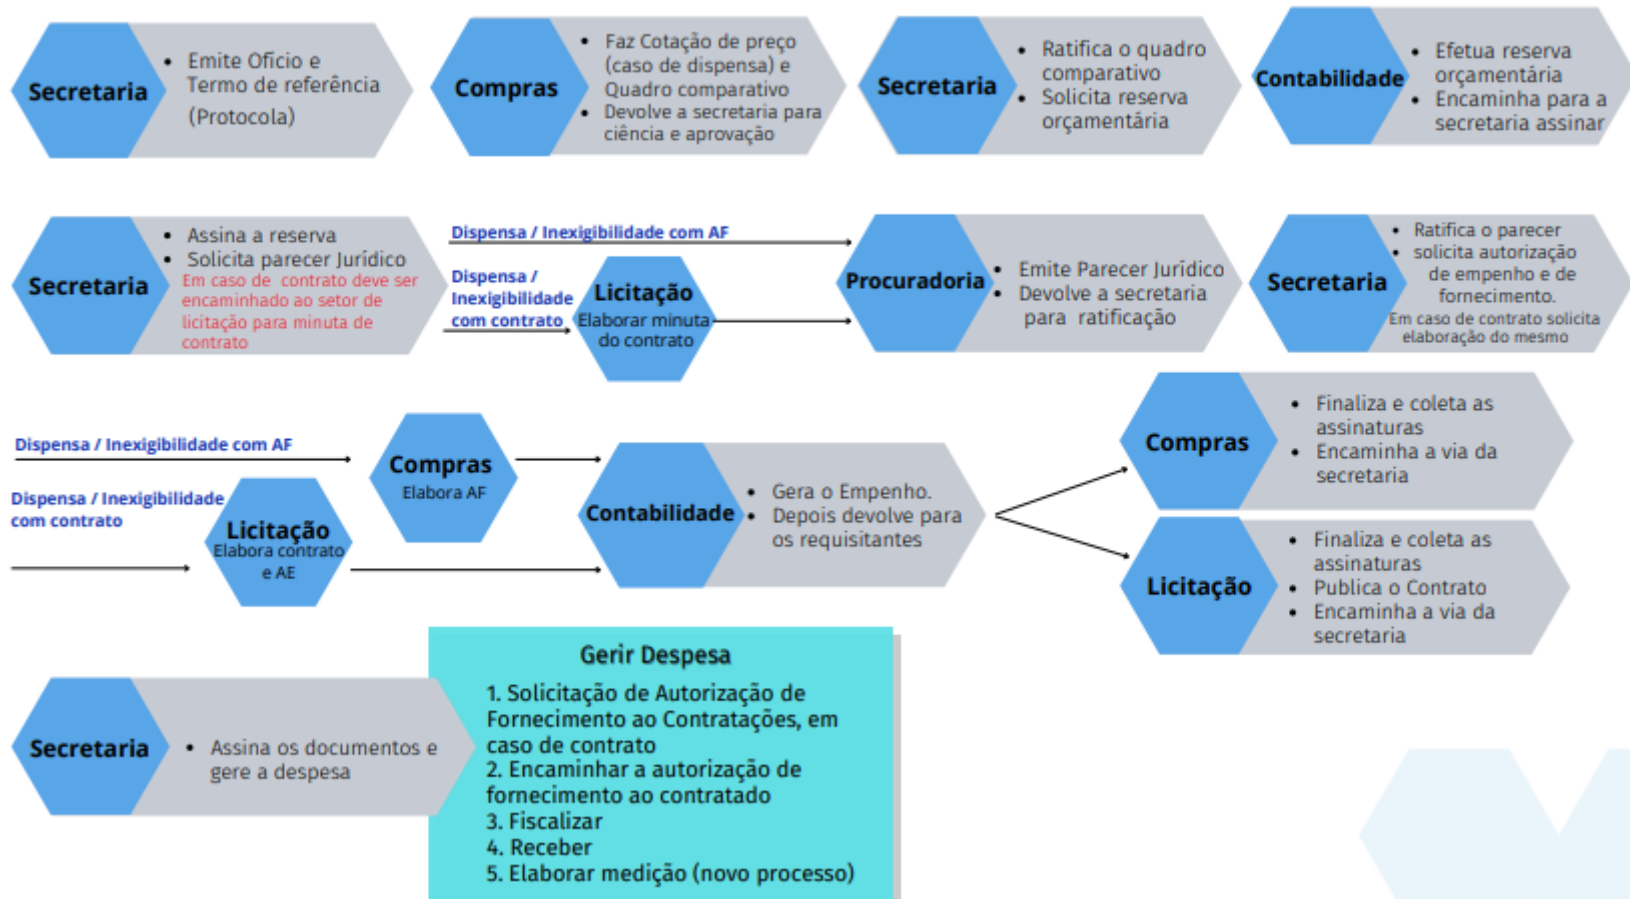 Secretaria
• Emite Ofício e
Termo de referência
(Protocola)
Compras
• Faz Cotação de preço
(caso de dispensa) e
Quadro comparativo
• Devolve a secretaria para
ciência e aprovação
Secretaria
• Ratifica o quadro
comparativo
• Solicita reserva
orçamentária
Contabilidade
• Efetua reserva
orçamentária
• Encaminha para a
secretaria assinar
Secretaria
• Assina a reserva
• Solicita parecer Jurídico
Em caso de contrato deve ser
encaminhado ao setor de
licitação para minuta de
contrato
Dispensa / Inexigibilidade com AF
Dispensa /
Inexigibilidade
com contrato
Licitação
Elaborar minuta
do contrato
Procuradoria
• Emite Parecer Jurídico
• Devolve a secretaria
para ratificação
Secretaria
• Ratifica o parecer
• solicita autorização
de empenho e de
fornecimento.
Em caso de contrato solicita
elaboração do mesmo
Dispensa / Inexigibilidade com AF
Dispensa / Inexigibilidade
com contrato
Licitação
Elabora contrato
e AE
Compras
Elabora AF
Contabilidade
• Gera o Empenho.
• Depois devolve para
os requisitantes
Compras
• Finaliza e coleta as
assinaturas
• Encaminha a via da
secretaria
Licitação
• Finaliza e coleta as
assinaturas
• Publica o Contrato
• Encaminha a via da
secretaria
Secretaria
• Assina os documentos e
gere a despesa
Gerir Despesa
1. Solicitação de Autorização de
Fornecimento ao Contratações, em
caso de contrato
2. Encaminhar a autorização de
fornecimento ao contratado
3. Fiscalizar
4. Receber
5. Elaborar medição (novo processo)